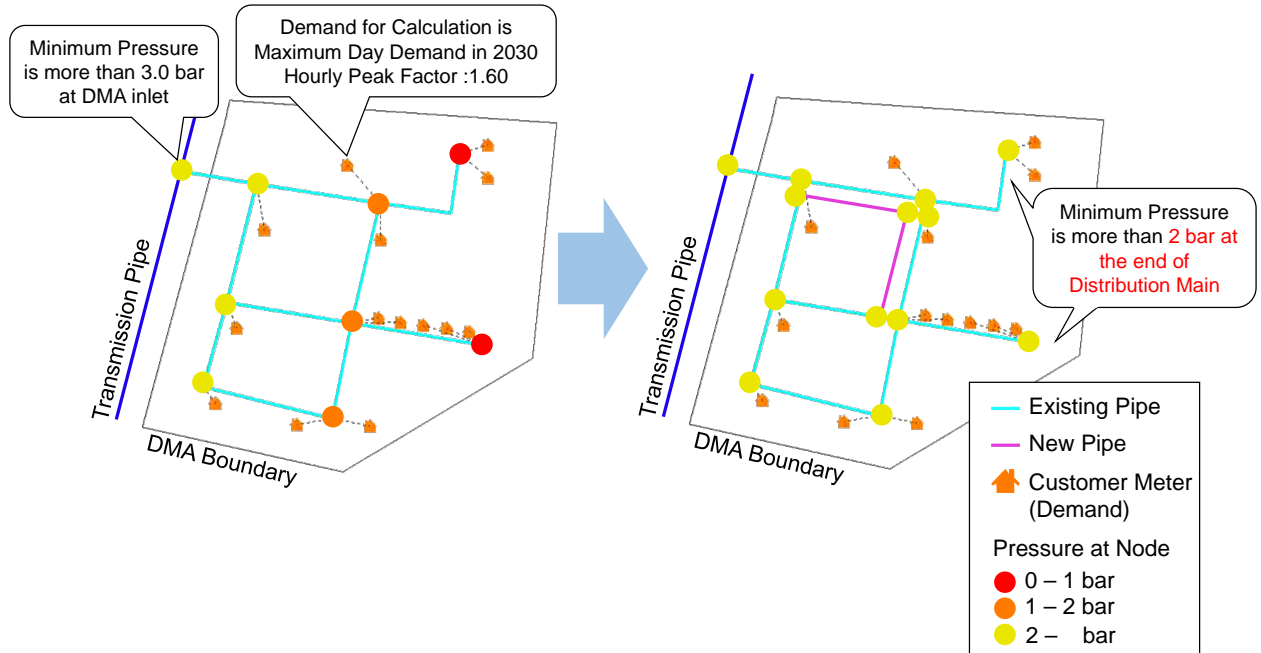 Minimum Pressure
is more than 3.0 bar
at DMA inlet
Demand for Calculation is
Maximum Day Demand in 2030
Hourly Peak Factor :1.60
Transmission Pipe
DMA Boundary
Transmission Pipe
DMA Boundary
Minimum Pressure
is more than 2 bar at
the end of
Distribution Main
Existing Pipe
New Pipe
Customer Meter
(Demand)
Pressure at Node
0 – 1 bar
1 – 2 bar
2 – bar